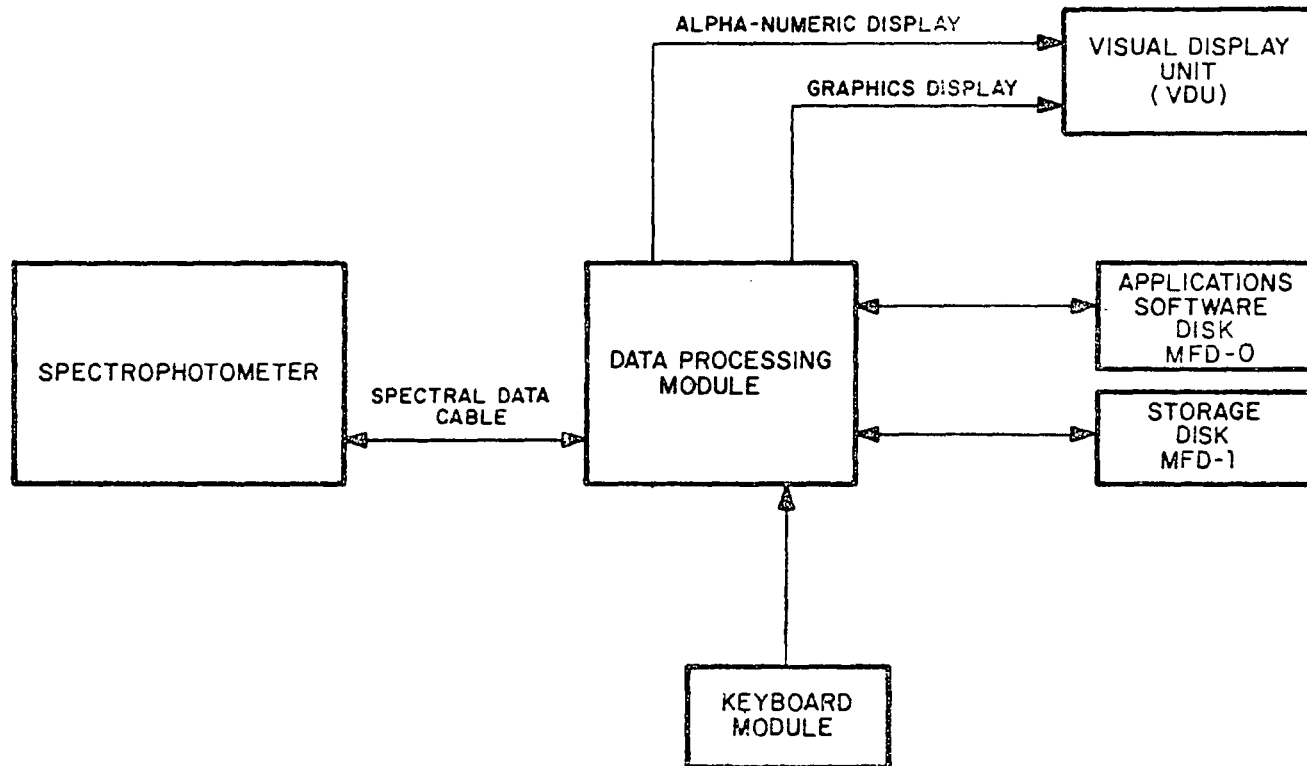 ALPHA-NUMERIC DISPLAY
GRAPHICS DISPLAY
VISUAL DISPLAY
UNIT
(VDU)
SPECTROPHOTOMETER
SPECTRAL DATA
CABLE
DATA PROCESSING
MODULE
APPLICATIONS
SOFTWARE
DISK
MFD-0
STORAGE
DISK
MFD-1
KEYBOARD
MODULE